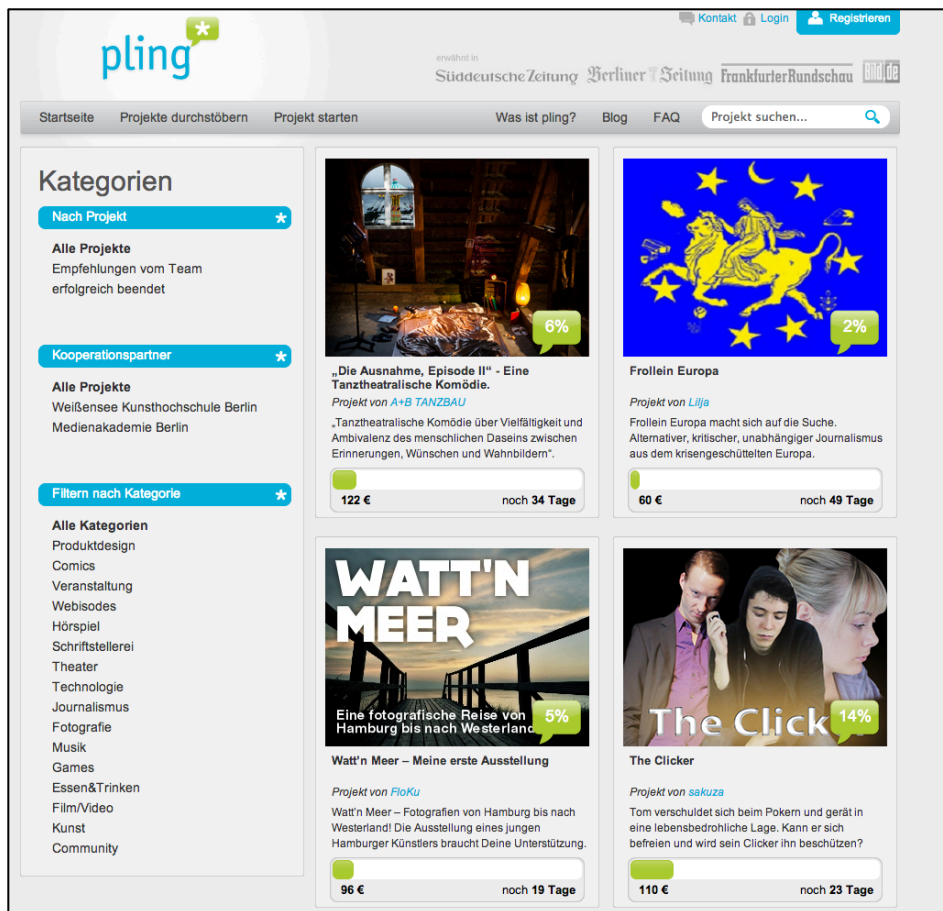 pling*
Kontakt Login Registrieren
erwähnt in
Süddeutsche Zeitung Berliner Zeitung Frankfurter Rundschau Bild.de
Startseite Projekte durchstöbern Projekt starten Was ist pling? Blog FAQ Projekt suchen...
Kategorien
Nach Projekt *
Alle Projekte
Empfehlungen vom Team
erfolgreich beendet
Kooperationspartner *
Alle Projekte
Weißensee Kunsthochschule Berlin
Medienakademie Berlin
Filtern nach Kategorie *
Alle Kategorien
Produktdesign
Comics
Veranstaltung
Webisodes
Hörspiel
Schriftstellerei
Theater
Technologie
Journalismus
Fotografie
Musik
Games
Essen&Trinken
Film/Video
Kunst
Community
6%
„Die Ausnahme, Episode II“ - Eine
Tanztheatralische Komödie.
Projekt von A+B TANZBAU
„Tanztheatralische Komödie über Vielfältigkeit und
Ambivalenz des menschlichen Daseins zwischen
Erinnerungen, Wünschen und Wahnbildern“.
122 € noch 34 Tage
2%
Frollein Europa
Projekt von Lilja
Frollein Europa macht sich auf die Suche.
Alternativer, kritischer, unabhängiger Journalismus
aus dem krisengeschüttelten Europa.
60 € noch 49 Tage
WATT'N
MEER
Eine fotografische Reise von
Hamburg bis nach Westerland
5%
Watt'n Meer – Meine erste Ausstellung
Projekt von FloKu
Watt'n Meer – Fotografien von Hamburg bis nach
Westerland! Die Ausstellung eines jungen
Hamburger Künstlers braucht Deine Unterstützung.
96 € noch 19 Tage
The Click
14%
The Clicker
Projekt von sakuza
Tom verschuldet sich beim Pokern und gerät in
eine lebensbedrohliche Lage. Kann er sich
befreien und wird sein Clicker ihn beschützen?
110 € noch 23 Tage